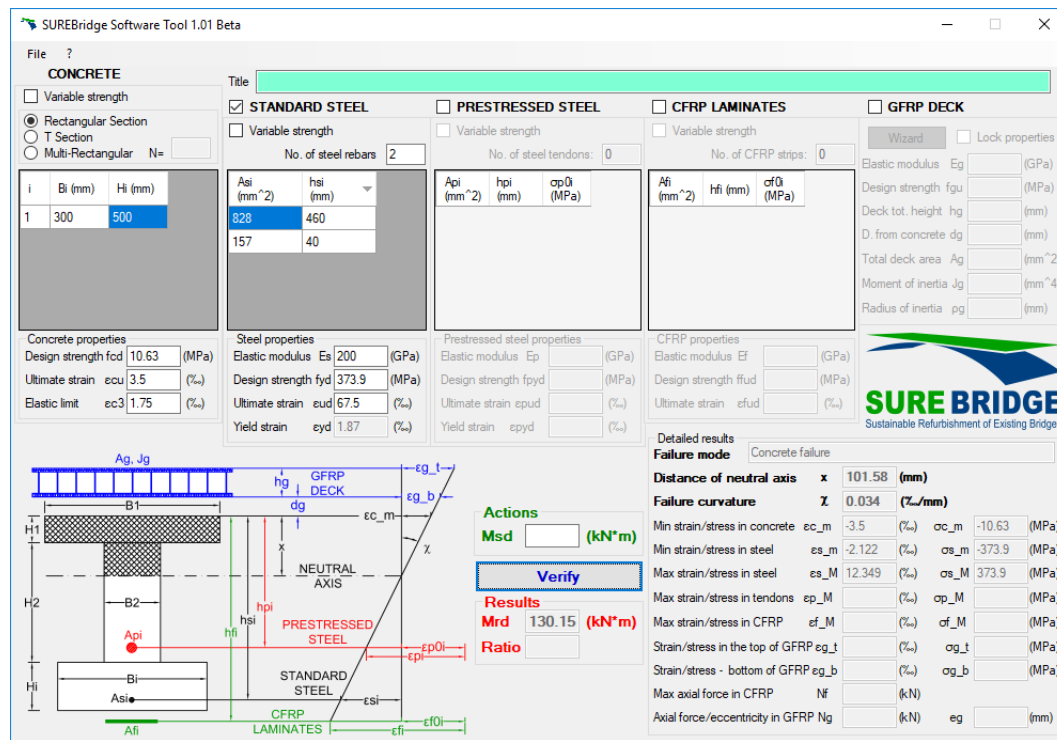 SUREBridge Software Tool 1.01 Beta
File ?
CONCRETE
Variable strength
Rectangular Section
T Section
Multi-Rectangular N=
i Bi (mm) Hi (mm)
1 300 500
Concrete properties
Design strength fcd 10.63 (MPa)
Ultimate strain εcu 3.5 (‰)
Elastic limit εc3 1.75 (‰)
Title
STANDARD STEEL
Variable strength
No. of steel rebars 2
Asi (mm^2) hsi (mm)
828 460
157 40
Steel properties
Elastic modulus Es 200 (GPa)
Design strength fyd 373.9 (MPa)
Ultimate strain εud 67.5 (‰)
Yield strain εyd 1.87 (‰)
PRESTRESSED STEEL
Variable strength
No. of steel tendons: 0
Api (mm^2) hpi (mm) σp0i (MPa)
Prestressed steel properties
Elastic modulus Ep (GPa)
Design strength fpyd (MPa)
Ultimate strain εpud (‰)
Yield strain εpyd (‰)
CFRP LAMINATES
Variable strength
No. of CFRP strips: 0
Afi (mm^2) hfi (mm) σf0i (MPa)
CFRP properties
Elastic modulus Ef (GPa)
Design strength ffud (MPa)
Ultimate strain εfud (‰)
GFRP DECK
Wizard Lock properties
Elastic modulus Eg (GPa)
Design strength fgu (MPa)
Deck tot. height hg (mm)
D. from concrete dg (mm)
Total deck area Ag (mm^2
Moment of inertia Jg (mm^4
Radius of inertia ρg (mm)
SURE BRIDGE
Sustainable Refurbishment of Existing Bridges
Ag, Jg
hg
GFRP
DECK
εg_t
B1
dg
εg_b
H1
εc_m
x
χ
NEUTRAL
AXIS
H2
B2
hpi
hsi
hfi
PRESTRESSED
STEEL
Api
εp0i
εpi
Bi
Hi
STANDARD
STEEL
Asi
εsi
CFRP
LAMINATES
Afi
εf0i
εfi
Actions
Msd (kN*m)
Verify
Results
Mrd 130.15 (kN*m)
Ratio
Detailed results
Failure mode Concrete failure
Distance of neutral axis x 101.58 (mm)
Failure curvature χ 0.034 (‰/mm)
Min strain/stress in concrete εc_m -3.5 (‰) σc_m -10.63 (MPa)
Min strain/stress in steel εs_m -2.122 (‰) σs_m -373.9 (MPa)
Max strain/stress in steel εs_M 12.349 (‰) σs_M 373.9 (MPa)
Max strain/stress in tendons εp_M (‰) σp_M (MPa)
Max strain/stress in CFRP εf_M (‰) σf_M (MPa)
Strain/stress in the top of GFRP εg_t (‰) σg_t (MPa)
Strain/stress - bottom of GFRP εg_b (‰) σg_b (MPa)
Max axial force in CFRP Nf (kN)
Axial force/eccentricity in GFRP Ng (kN) eg (mm)